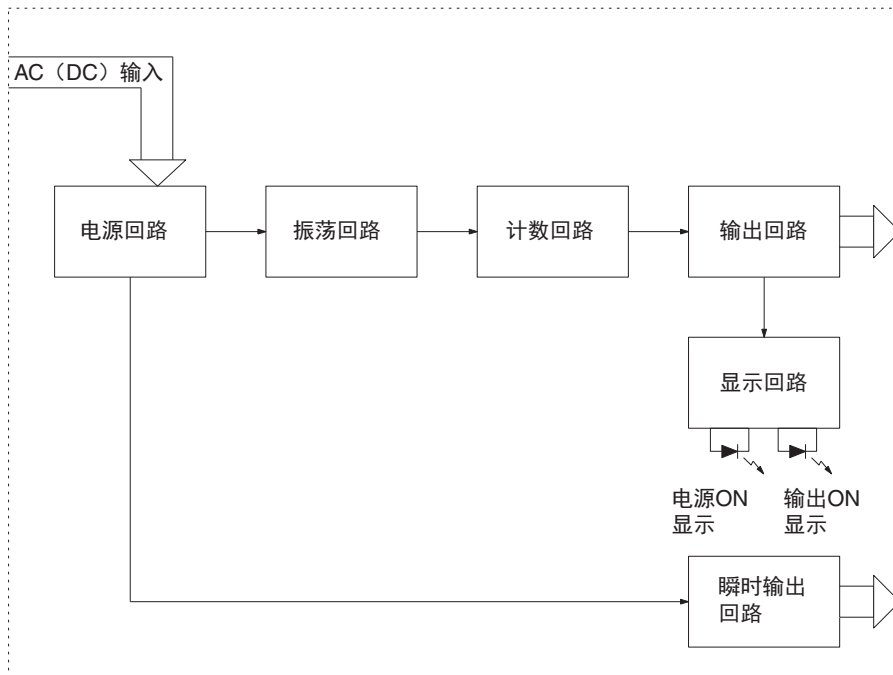 AC（DC）输入
电源回路
振荡回路
计数回路
输出回路
显示回路
电源ON
显示
输出ON
显示
瞬时输出
回路